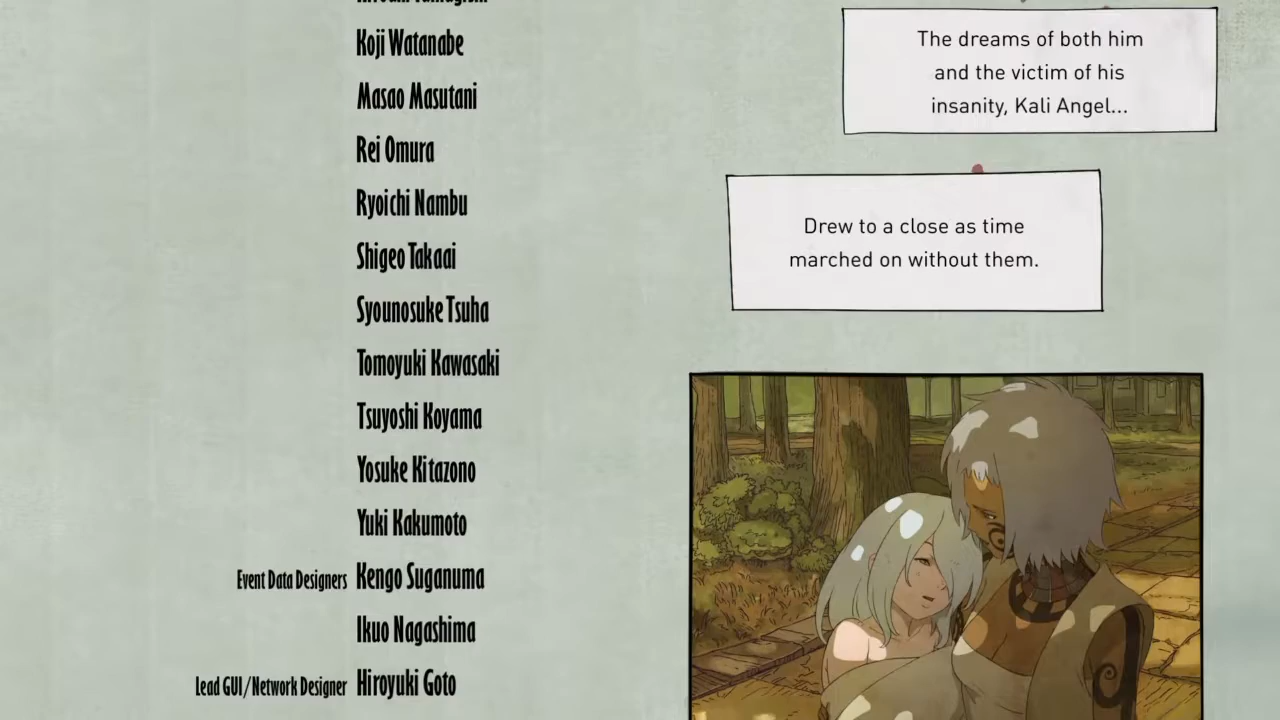 Koji Watanabe
Masao Masutani
Rei Omura
Ryoichi Nambu
Shigeo Takaai
Syounosuke Tsuha
Tomoyuki Kawasaki
Tsuyoshi Koyama
Yosuke Kitazono
Yuki Kakumoto
Event Data Designers Kengo Suganuma
Ikuo Nagashima
Lead GUI/Network Designer Hiroyuki Goto
The dreams of both him
and the victim of his
insanity, Kali Angel...
Drew to a close as time
marched on without them.